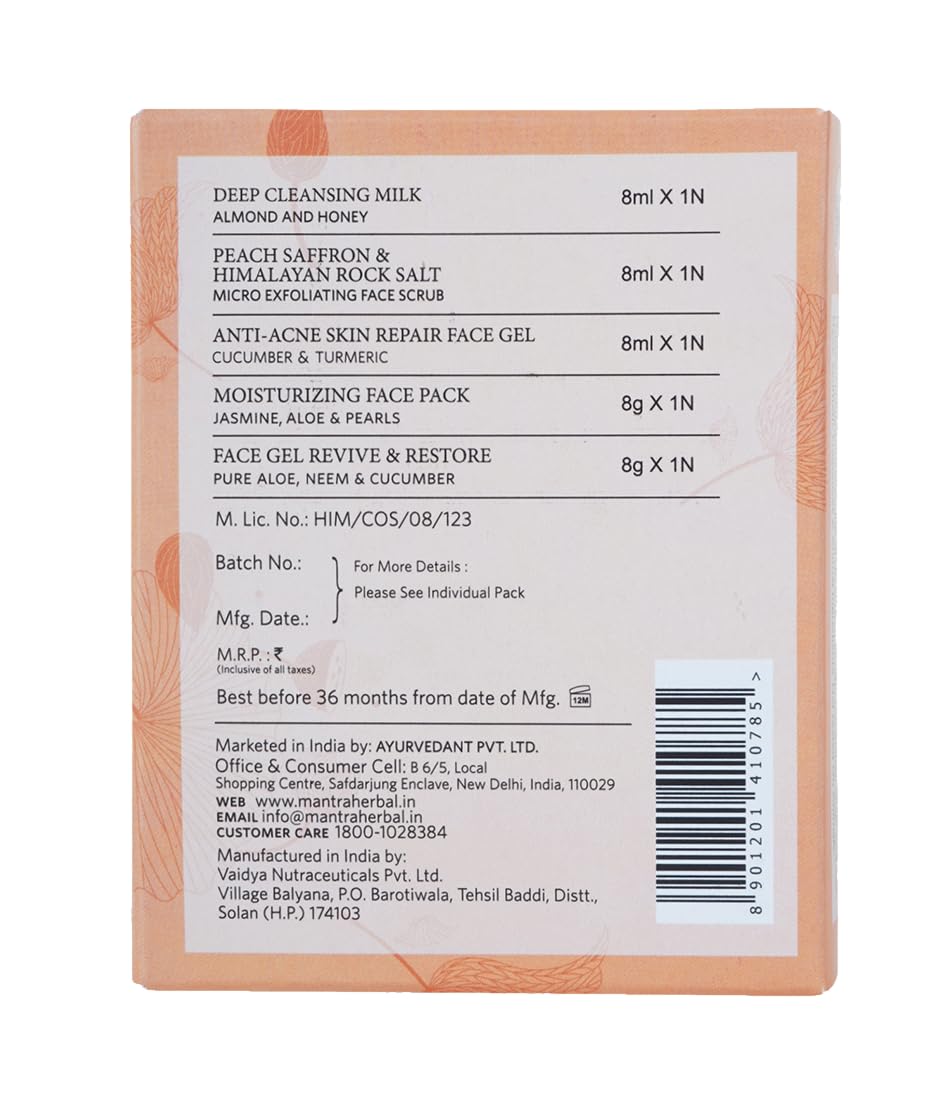 DEEP CLEANSING MILK 8ml X 1N
ALMOND AND HONEY
PEACH SAFFRON &
HIMALAYAN ROCK SALT 8ml X 1N
MICRO EXFOLIATING FACE SCRUB
ANTI-ACNE SKIN REPAIR FACE GEL 8ml X 1N
CUCUMBER & TURMERIC
MOISTURIZING FACE PACK 8g X 1N
JASMINE, ALOE & PEARLS
FACE GEL REVIVE & RESTORE 8g X 1N
PURE ALOE, NEEM & CUCUMBER
M. Lic. No.: HIM/COS/08/123
Batch No.: For More Details :
Please See Individual Pack
Mfg. Date.:
M.R.P. : ₹
(Inclusive of all taxes)
Best before 36 months from date of Mfg. 12M
Marketed in India by: AYURVEDANT PVT. LTD.
Office & Consumer Cell: B 6/5, Local
Shopping Centre, Safdarjung Enclave, New Delhi, India, 110029
WEB www.mantraherbal.in
EMAIL info@mantraherbal.in
CUSTOMER CARE 1800-1028384
Manufactured in India by:
Vaidya Nutraceuticals Pvt. Ltd.
Village Balyana, P.O. Barotiwala, Tehsil Baddi, Distt.,
Solan (H.P.) 174103
8 901201 410785 >